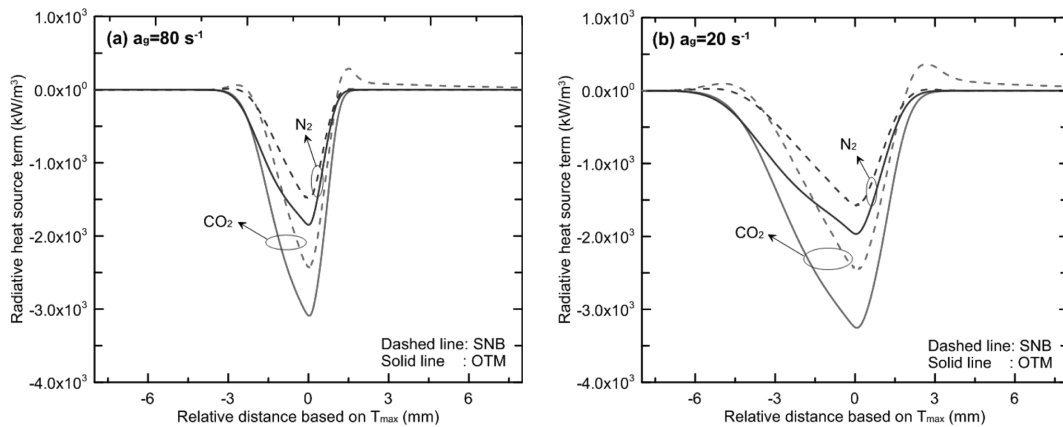 (a) a₉=80 s⁻¹
1.0x10³
0.0x10⁰
-1.0x10³
-2.0x10³
-3.0x10³
-4.0x10³
Radiative heat source term (kW/m³)
N₂
CO₂
Dashed line: SNB
Solid line : OTM
-6 -3 0 3 6
Relative distance based on Tₘₐₓ (mm)
(b) a₉=20 s⁻¹
1.0x10³
0.0x10⁰
-1.0x10³
-2.0x10³
-3.0x10³
-4.0x10³
Radiative heat source term (kW/m³)
N₂
CO₂
Dashed line: SNB
Solid line : OTM
-6 -3 0 3 6
Relative distance based on Tₘₐₓ (mm)